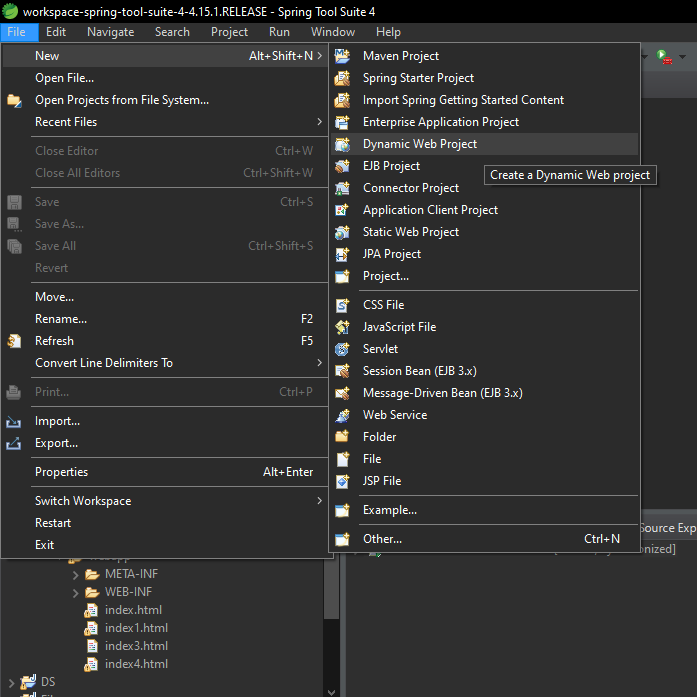 workspace-spring-tool-suite-4-4.15.1.RELEASE - Spring Tool Suite 4
File Edit Navigate Search Project Run Window Help
New Alt+Shift+N
Open File...
Open Projects from File System...
Recent Files
Close Editor Ctrl+W
Close All Editors Ctrl+Shift+W
Save Ctrl+S
Save As...
Save All Ctrl+Shift+S
Revert
Move...
Rename... F2
Refresh F5
Convert Line Delimiters To
Print... Ctrl+P
Import...
Export...
Properties Alt+Enter
Switch Workspace
Restart
Exit
Maven Project
Spring Starter Project
Import Spring Getting Started Content
Enterprise Application Project
Dynamic Web Project
EJB Project
Create a Dynamic Web project
Connector Project
Application Client Project
Static Web Project
JPA Project
Project...
CSS File
JavaScript File
Servlet
Session Bean (EJB 3.x)
Message-Driven Bean (EJB 3.x)
Web Service
Folder
File
JSP File
Example...
Other... Ctrl+N
META-INF
WEB-INF
index.html
index1.html
index3.html
index4.html
DS